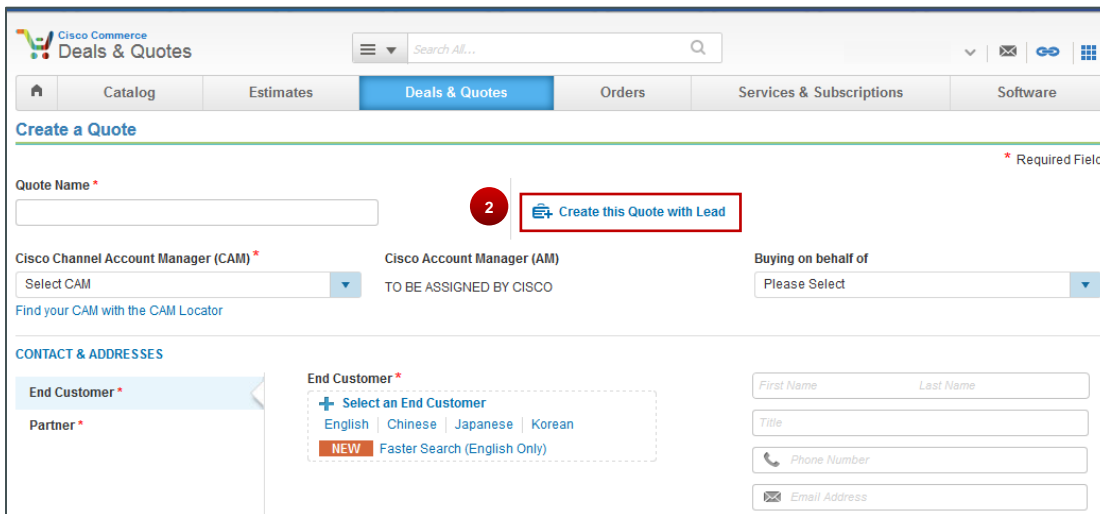 Cisco Commerce
Deals & Quotes
Search All...
Catalog
Estimates
Deals & Quotes
Orders
Services & Subscriptions
Software
Create a Quote
* Required Field
Quote Name *
2
Create this Quote with Lead
Cisco Channel Account Manager (CAM) *
Cisco Account Manager (AM)
Buying on behalf of
Select CAM
TO BE ASSIGNED BY CISCO
Please Select
Find your CAM with the CAM Locator
CONTACT & ADDRESSES
End Customer *
Partner *
End Customer *
Select an End Customer
English | Chinese | Japanese | Korean
NEW Faster Search (English Only)
First Name Last Name
Title
Phone Number
Email Address